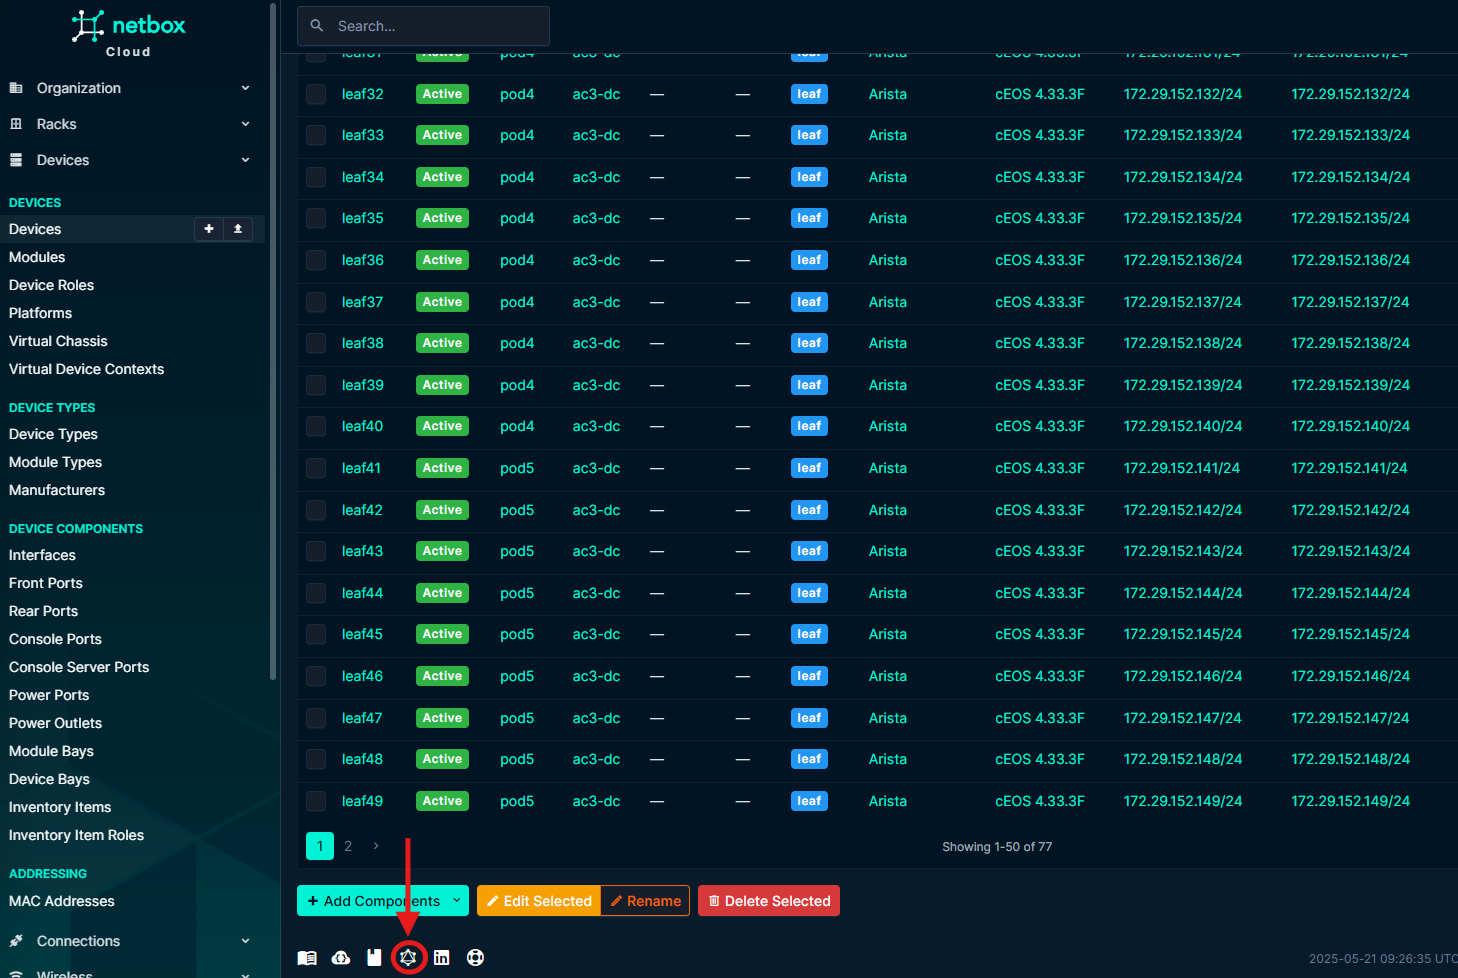 netbox
Cloud
Search...
Organization
Racks
Devices
DEVICES
Devices
Modules
Device Roles
Platforms
Virtual Chassis
Virtual Device Contexts
DEVICE TYPES
Device Types
Module Types
Manufacturers
DEVICE COMPONENTS
Interfaces
Front Ports
Rear Ports
Console Ports
Console Server Ports
Power Ports
Power Outlets
Module Bays
Device Bays
Inventory Items
Inventory Item Roles
ADDRESSING
MAC Addresses
Connections
Wireless
leaf31 Active pod4 ac3-dc — — leaf Arista cEOS 4.33.3F 172.29.152.131/24 172.29.152.131/24
leaf32 Active pod4 ac3-dc — — leaf Arista cEOS 4.33.3F 172.29.152.132/24 172.29.152.132/24
leaf33 Active pod4 ac3-dc — — leaf Arista cEOS 4.33.3F 172.29.152.133/24 172.29.152.133/24
leaf34 Active pod4 ac3-dc — — leaf Arista cEOS 4.33.3F 172.29.152.134/24 172.29.152.134/24
leaf35 Active pod4 ac3-dc — — leaf Arista cEOS 4.33.3F 172.29.152.135/24 172.29.152.135/24
leaf36 Active pod4 ac3-dc — — leaf Arista cEOS 4.33.3F 172.29.152.136/24 172.29.152.136/24
leaf37 Active pod4 ac3-dc — — leaf Arista cEOS 4.33.3F 172.29.152.137/24 172.29.152.137/24
leaf38 Active pod4 ac3-dc — — leaf Arista cEOS 4.33.3F 172.29.152.138/24 172.29.152.138/24
leaf39 Active pod4 ac3-dc — — leaf Arista cEOS 4.33.3F 172.29.152.139/24 172.29.152.139/24
leaf40 Active pod4 ac3-dc — — leaf Arista cEOS 4.33.3F 172.29.152.140/24 172.29.152.140/24
leaf41 Active pod5 ac3-dc — — leaf Arista cEOS 4.33.3F 172.29.152.141/24 172.29.152.141/24
leaf42 Active pod5 ac3-dc — — leaf Arista cEOS 4.33.3F 172.29.152.142/24 172.29.152.142/24
leaf43 Active pod5 ac3-dc — — leaf Arista cEOS 4.33.3F 172.29.152.143/24 172.29.152.143/24
leaf44 Active pod5 ac3-dc — — leaf Arista cEOS 4.33.3F 172.29.152.144/24 172.29.152.144/24
leaf45 Active pod5 ac3-dc — — leaf Arista cEOS 4.33.3F 172.29.152.145/24 172.29.152.145/24
leaf46 Active pod5 ac3-dc — — leaf Arista cEOS 4.33.3F 172.29.152.146/24 172.29.152.146/24
leaf47 Active pod5 ac3-dc — — leaf Arista cEOS 4.33.3F 172.29.152.147/24 172.29.152.147/24
leaf48 Active pod5 ac3-dc — — leaf Arista cEOS 4.33.3F 172.29.152.148/24 172.29.152.148/24
leaf49 Active pod5 ac3-dc — — leaf Arista cEOS 4.33.3F 172.29.152.149/24 172.29.152.149/24
1 2 Showing 1-50 of 77
Add Components Edit Selected Rename Delete Selected
in 2025-05-21 09:26:35 UTC